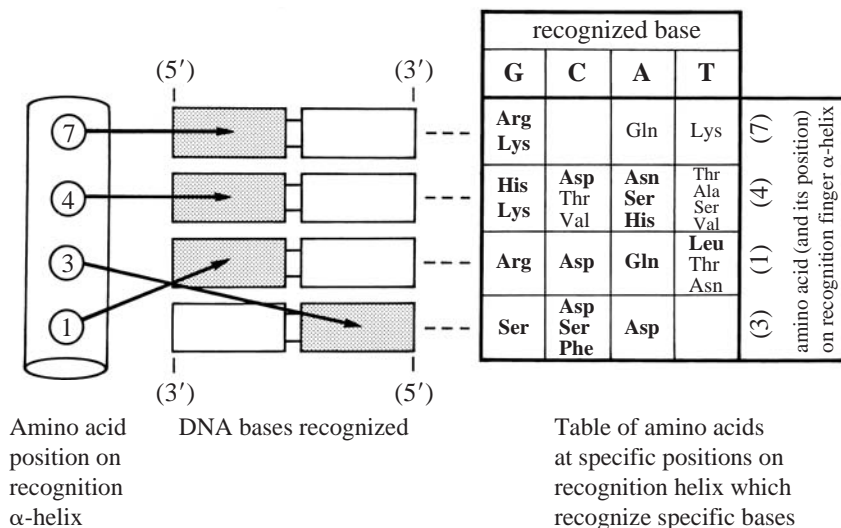 recognized base
(5′) (3′)
G C A T
7
Arg
Lys
Gln
Lys
(7)
4
His
Lys
Asp
Thr
Val
Asn
Ser
His
Thr
Ala
Ser
Val
(4)
3
Arg
Asp
Gln
Leu
Thr
Asn
(1)
1
Ser
Asp
Ser
Phe
Asp
(3)
amino acid (and its position)
on recognition finger α-helix
(3′) (5′)
Amino acid
position on
recognition
α-helix
DNA bases recognized
Table of amino acids
at specific positions on
recognition helix which
recognize specific bases